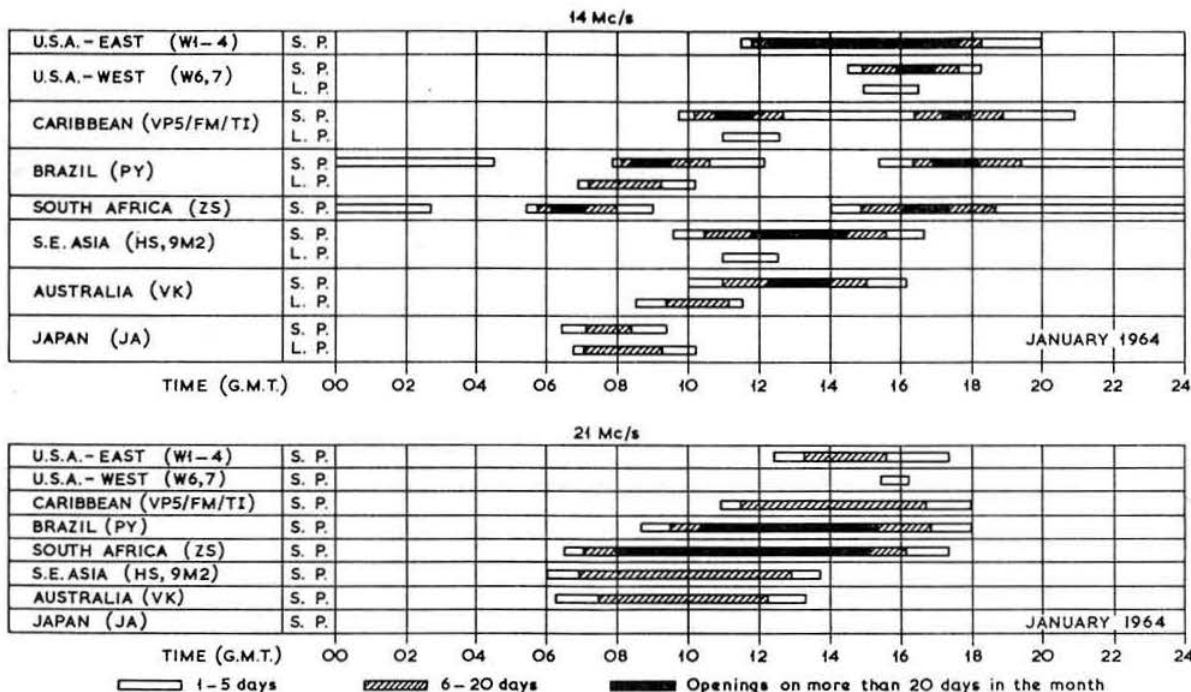 14 Mc/s
U.S.A.-EAST (W1-4) S. P.
U.S.A.-WEST (W6,7) S. P.
L. P.
CARIBBEAN (VP5/FM/TI) S. P.
L. P.
BRAZIL (PY) S. P.
L. P.
SOUTH AFRICA (ZS) S. P.
S.E. ASIA (HS, 9M2) S. P.
L. P.
AUSTRALIA (VK) S. P.
L. P.
JAPAN (JA) S. P.
L. P.
JANUARY 1964
TIME (G.M.T.) 00 02 04 06 08 10 12 14 16 18 20 22 24
21 Mc/s
U.S.A.-EAST (W1-4) S. P.
U.S.A.-WEST (W6,7) S. P.
CARIBBEAN (VP5/FM/TI) S. P.
BRAZIL (PY) S. P.
SOUTH AFRICA (ZS) S. P.
S.E. ASIA (HS, 9M2) S. P.
AUSTRALIA (VK) S. P.
JAPAN (JA) S. P. JANUARY 1964
TIME (G.M.T.) 00 02 04 06 08 10 12 14 16 18 20 22 24
1-5 days 6-20 days Openings on more than 20 days in the month